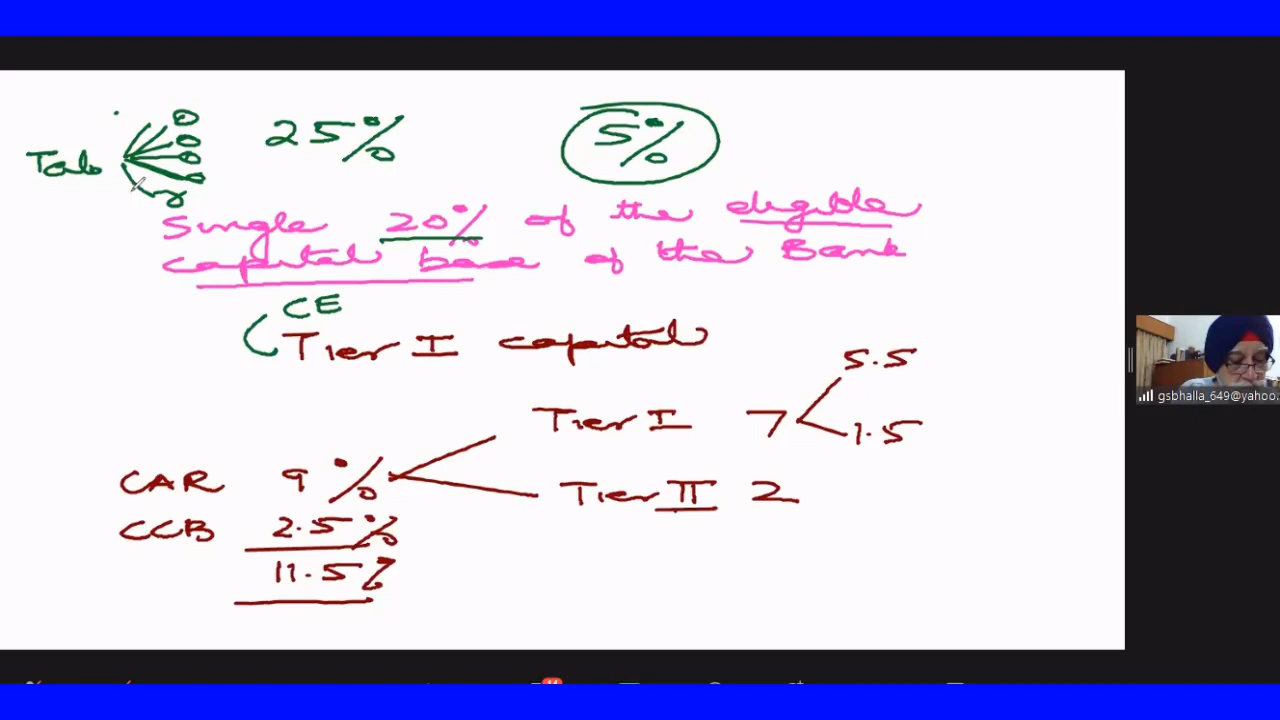 25% 5%
Single 20% of the eligible
capital base of the Bank
CE
Tier I capital
5.5
Tier I 7
1.5
CAR 9%
Tier II 2
CCB 2.5%
11.5%
gsbhalla_649@yahoo.